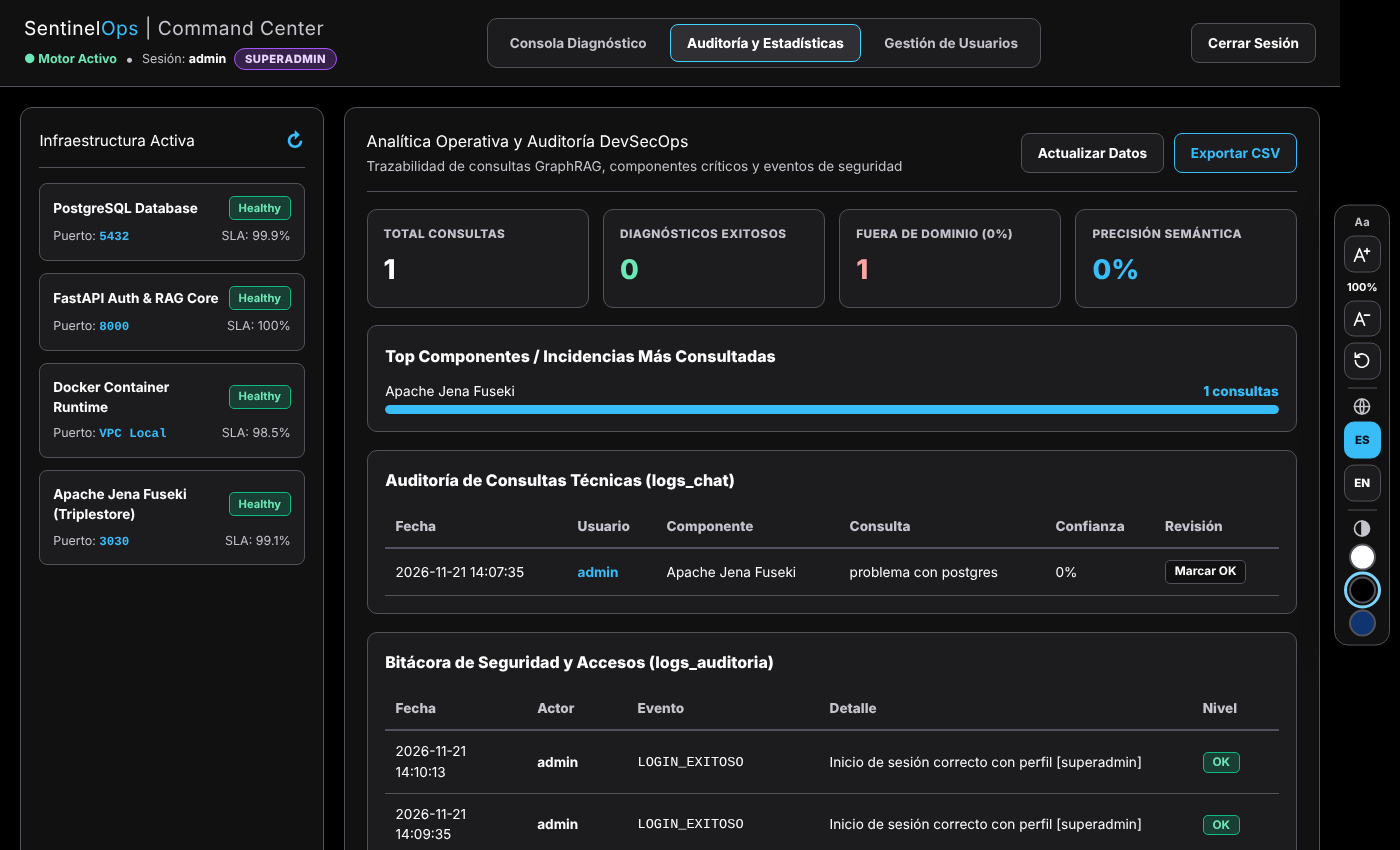 SentinelOps | Command Center
Motor Activo • Sesión: admin SUPERADMIN
Consola Diagnóstico
Auditoría y Estadísticas
Gestión de Usuarios
Cerrar Sesión
Infraestructura Activa
PostgreSQL Database
Healthy
Puerto: 5432
SLA: 99.9%
FastAPI Auth & RAG Core
Healthy
Puerto: 8000
SLA: 100%
Docker Container
Runtime
Healthy
Puerto: VPC Local
SLA: 98.5%
Apache Jena Fuseki
(Triplestore)
Healthy
Puerto: 3030
SLA: 99.1%
Analítica Operativa y Auditoría DevSecOps
Trazabilidad de consultas GraphRAG, componentes críticos y eventos de seguridad
Actualizar Datos
Exportar CSV
TOTAL CONSULTAS
1
DIAGNÓSTICOS EXITOSOS
0
FUERA DE DOMINIO (0%)
1
PRECISIÓN SEMÁNTICA
0%
Top Componentes / Incidencias Más Consultadas
Apache Jena Fuseki
1 consultas
Auditoría de Consultas Técnicas (logs_chat)
Fecha Usuario Componente Consulta Confianza Revisión
2026-11-21 14:07:35 admin Apache Jena Fuseki problema con postgres 0% Marcar OK
Bitácora de Seguridad y Accesos (logs_auditoria)
Fecha Actor Evento Detalle Nivel
2026-11-21
14:10:13
admin LOGIN_EXITOSO Inicio de sesión correcto con perfil [superadmin] OK
2026-11-21
14:09:35
admin LOGIN_EXITOSO Inicio de sesión correcto con perfil [superadmin] OK
Aa
A+
100%
A−
ES
EN